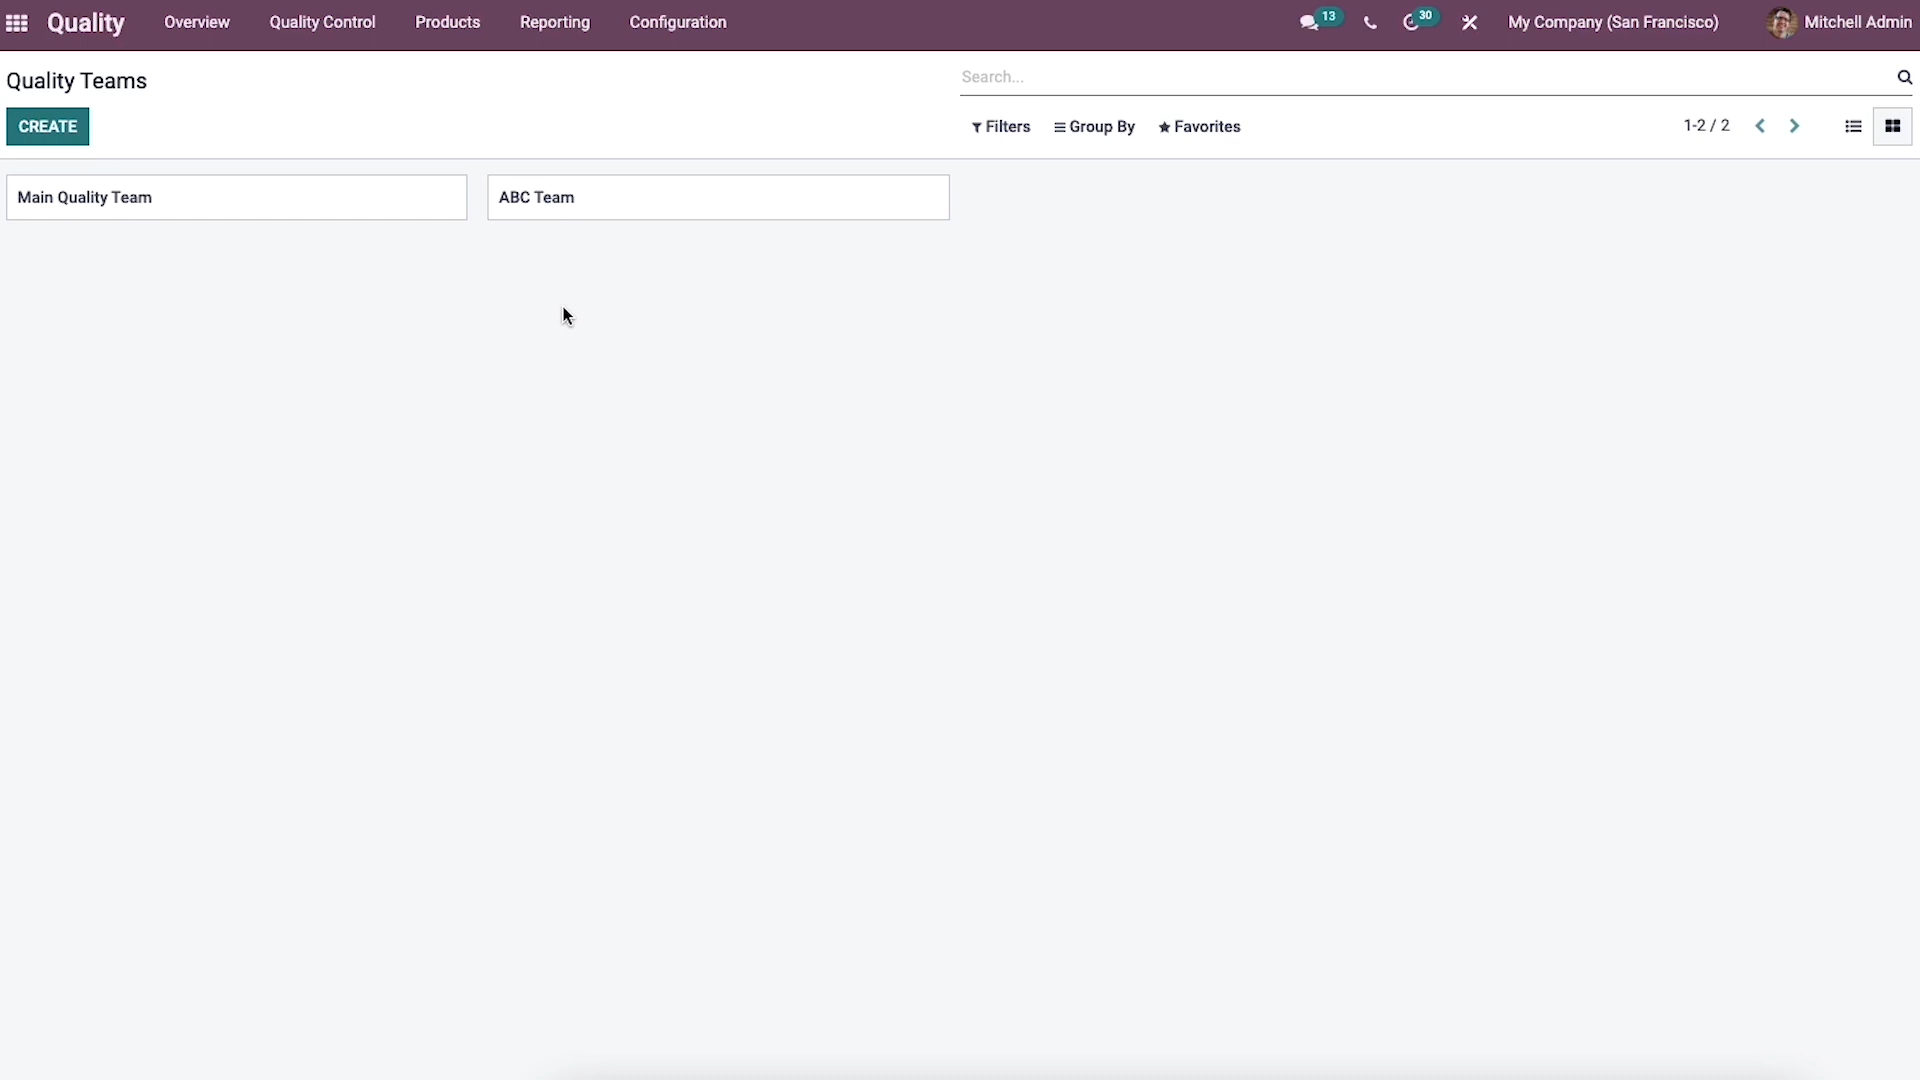 Quality Overview Quality Control Products Reporting Configuration 13 30 My Company (San Francisco) Mitchell Admin
Quality Teams Search...
CREATE Filters Group By Favorites 1-2 / 2
Main Quality Team ABC Team